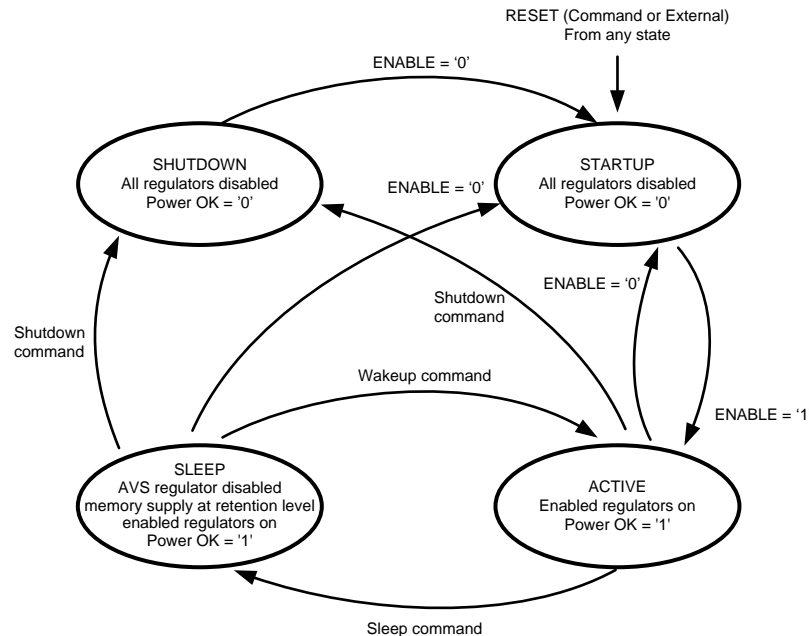 RESET (Command or External)
From any state
ENABLE = ‘0’
SHUTDOWN
All regulators disabled
Power OK = '0'
STARTUP
All regulators disabled
Power OK = '0'
ENABLE = ‘0’
ENABLE = ‘0’
Shutdown
command
Shutdown
command
Wakeup command
ENABLE = ‘1
SLEEP
AVS regulator disabled
memory supply at retention level
enabled regulators on
Power OK = '1'
ACTIVE
Enabled regulators on
Power OK = '1'
Sleep command